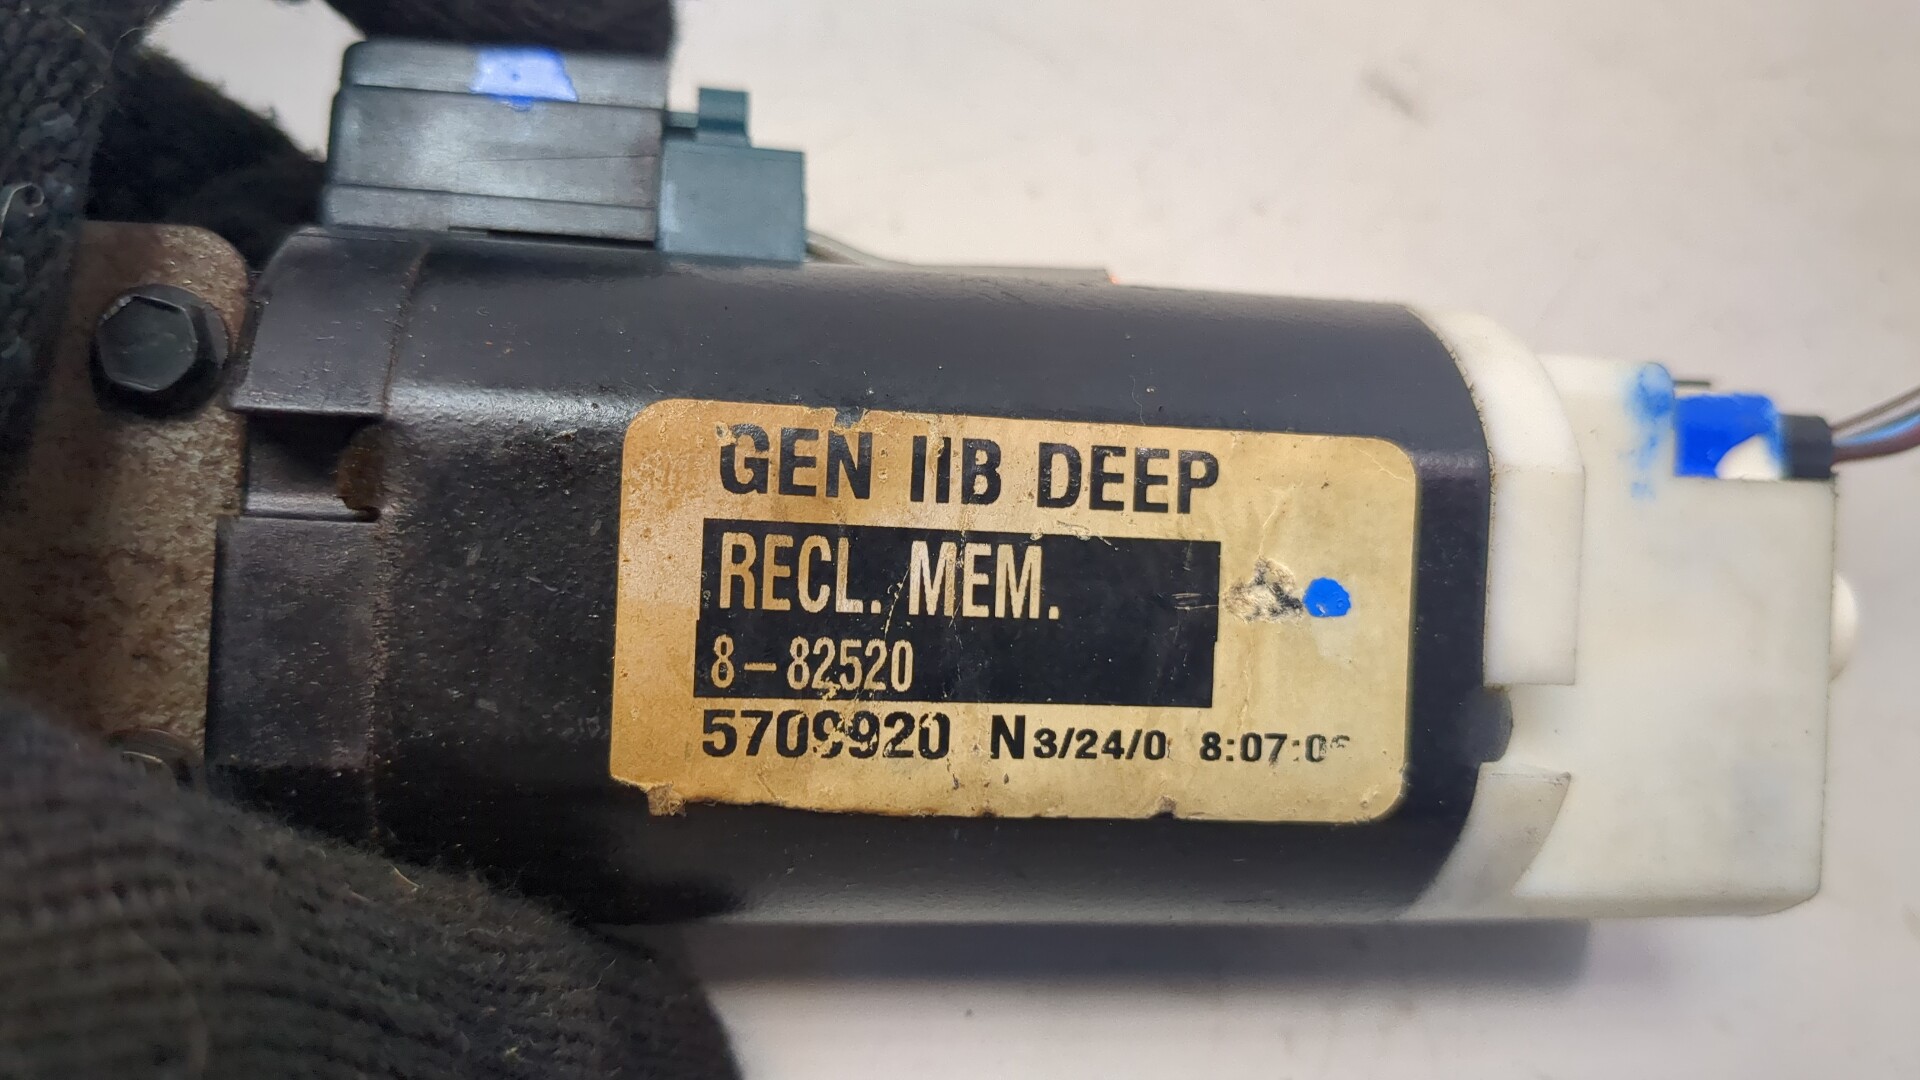 GEN IIB DEEP
RECL. MEM.
8-82520
5709920 N3/24/0 8:07:0